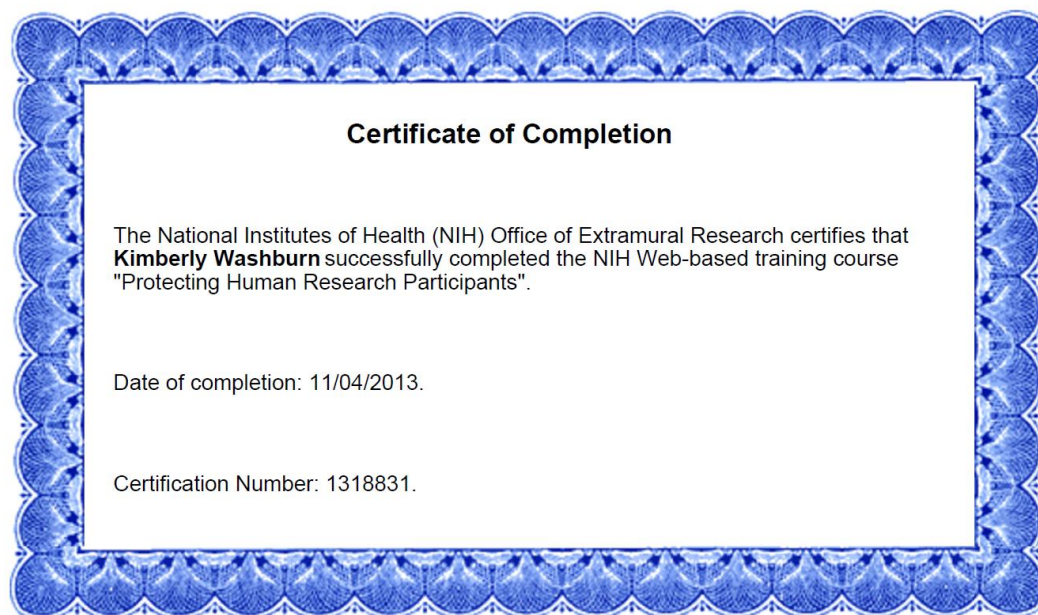 Certificate of Completion
The National Institutes of Health (NIH) Office of Extramural Research certifies that
Kimberly Washburn successfully completed the NIH Web-based training course
"Protecting Human Research Participants".
Date of completion: 11/04/2013.
Certification Number: 1318831.